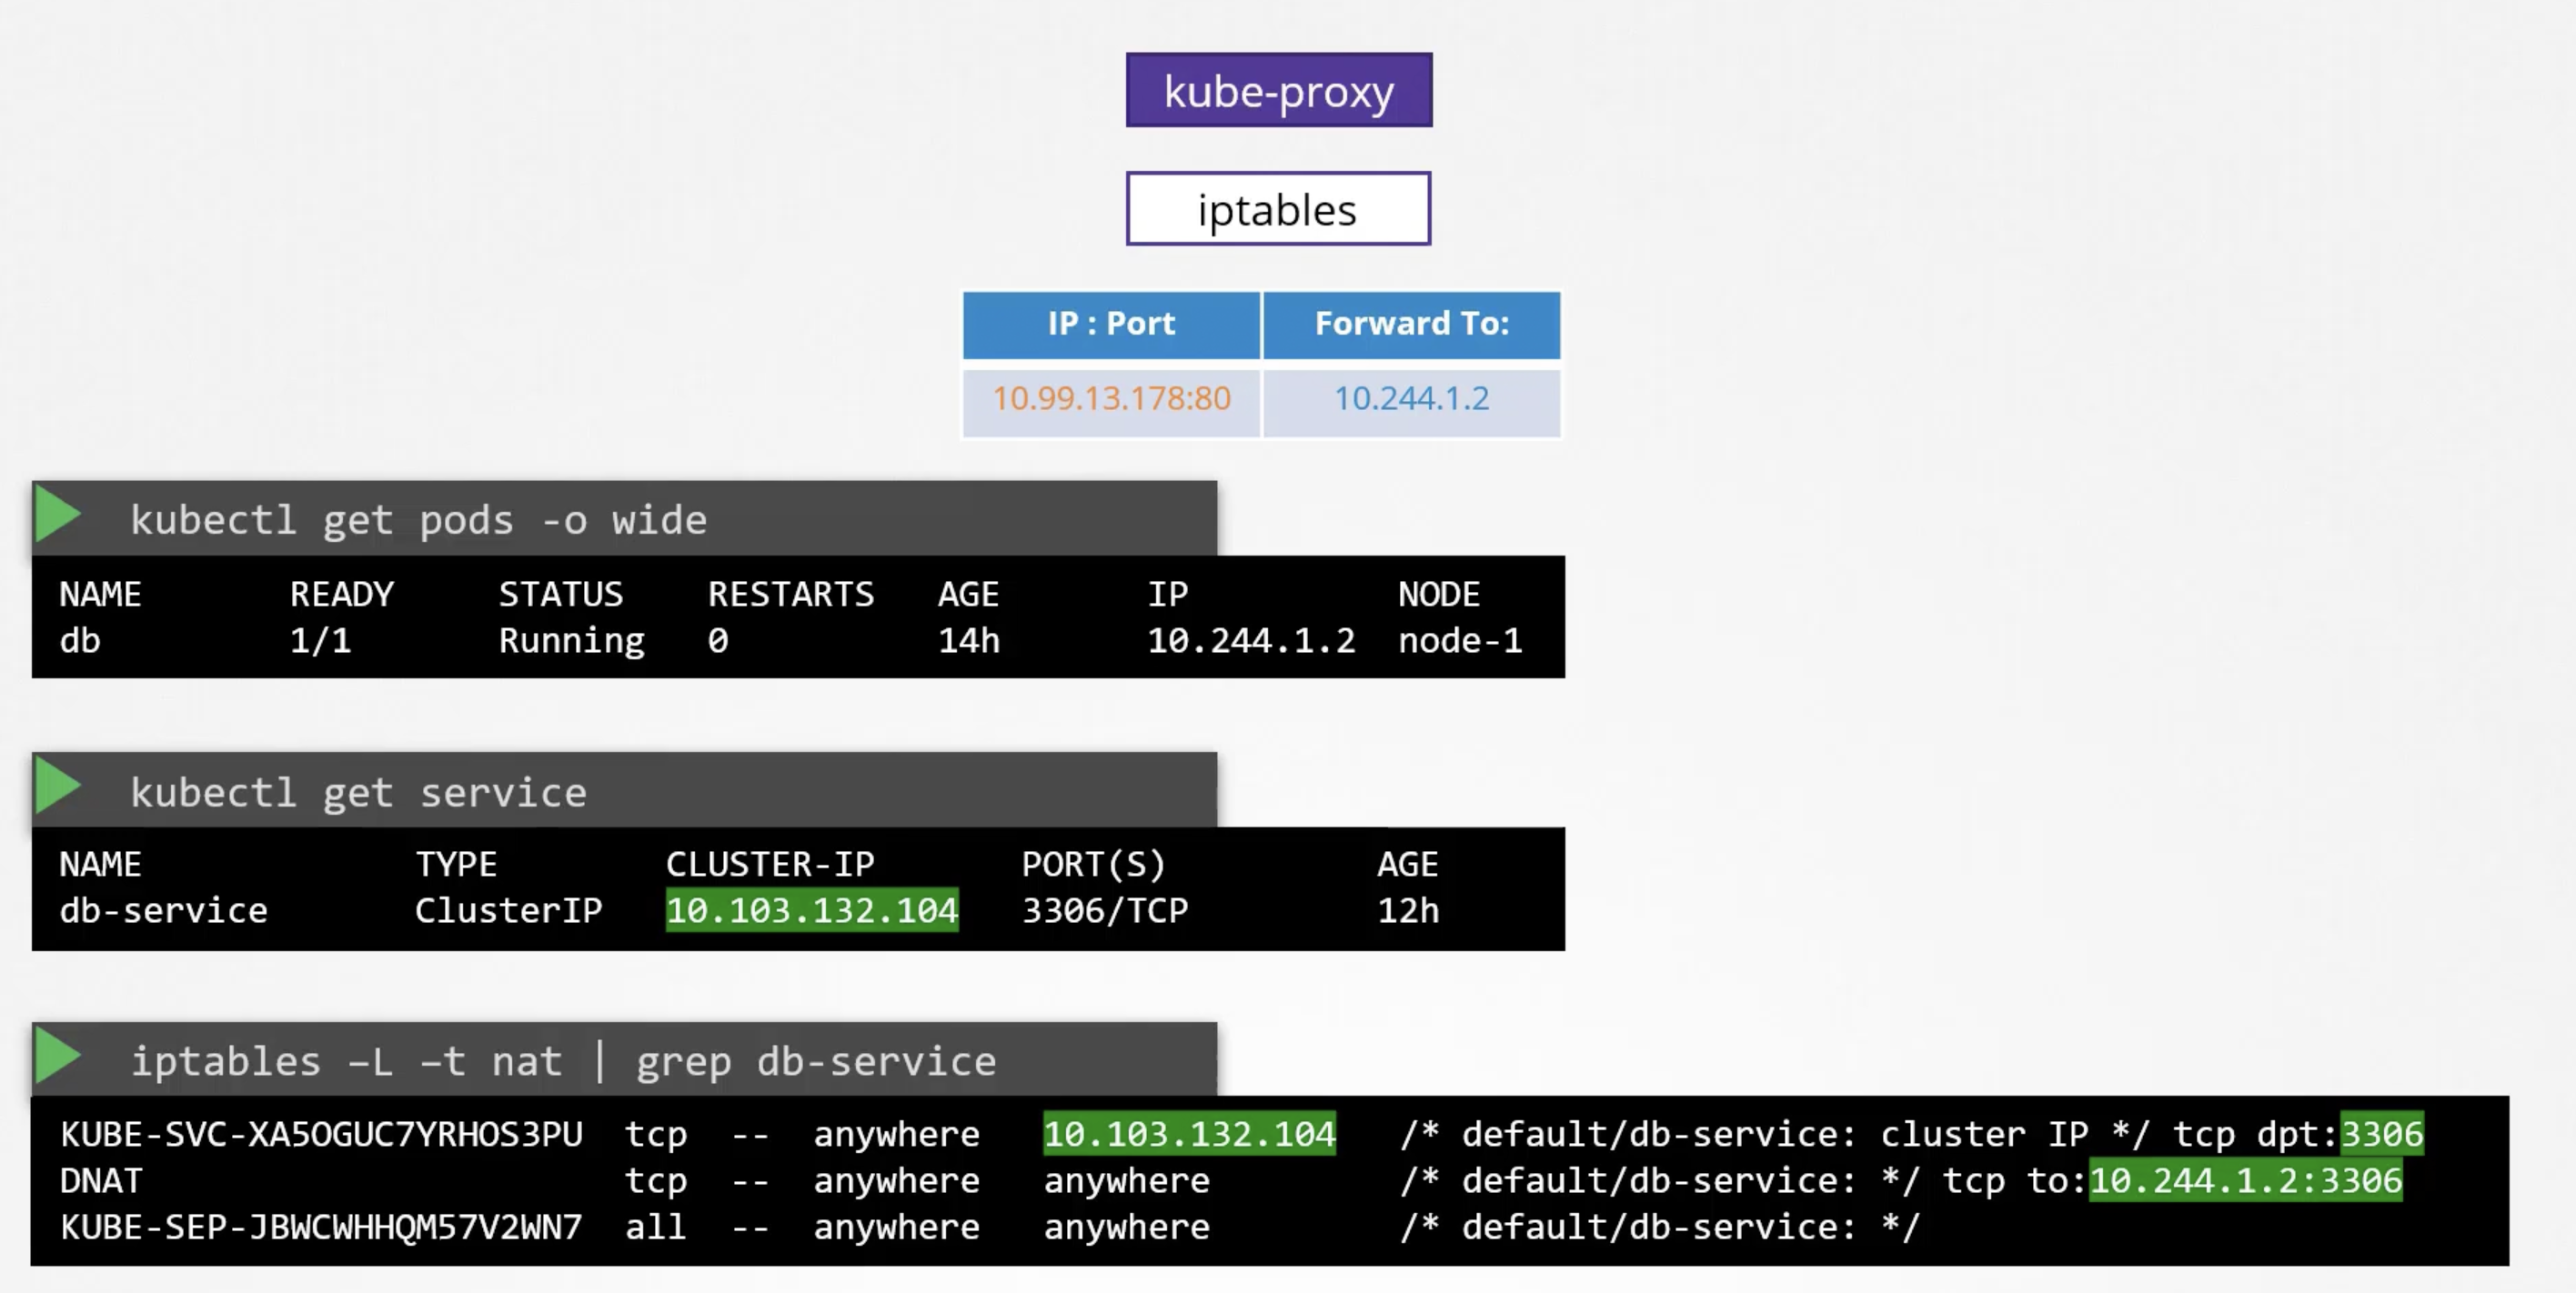 kube-proxy
iptables
IP : Port Forward To:
10.99.13.178:80 10.244.1.2
kubectl get pods -o wide
NAME READY STATUS RESTARTS AGE IP NODE
db 1/1 Running 0 14h 10.244.1.2 node-1
kubectl get service
NAME TYPE CLUSTER-IP PORT(S) AGE
db-service ClusterIP 10.103.132.104 3306/TCP 12h
iptables –L –t nat | grep db-service
KUBE-SVC-XA5OGUC7YRHOS3PU tcp -- anywhere 10.103.132.104 /* default/db-service: cluster IP */ tcp dpt:3306
DNAT tcp -- anywhere anywhere /* default/db-service: */ tcp to:10.244.1.2:3306
KUBE-SEP-JBWCWHHQM57V2WN7 all -- anywhere anywhere /* default/db-service: */